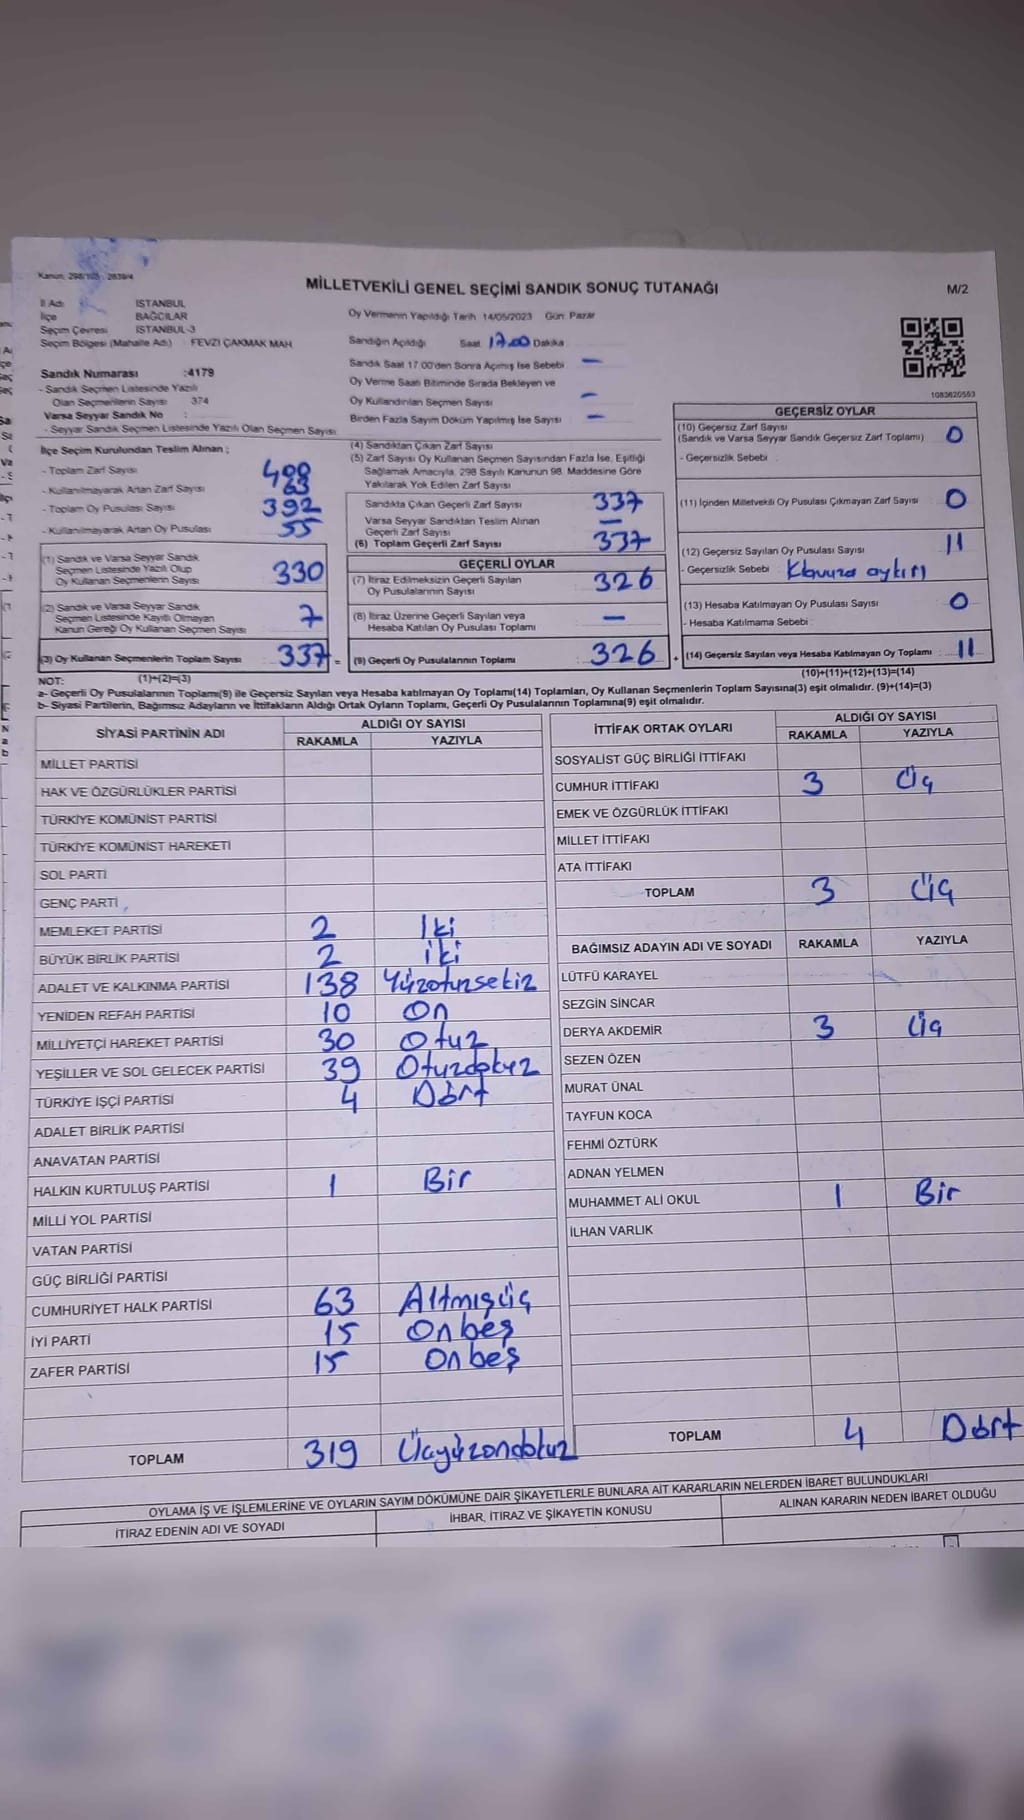 Kanun: 298/105 - 2839/4
MİLLETVEKİLİ GENEL SEÇİMİ SANDIK SONUÇ TUTANAĞI
M/2
İl Adı İSTANBUL
İlçe BAĞCILAR
Seçim Çevresi İSTANBUL-3
Seçim Bölgesi (Mahalle Adı) : FEVZİ ÇAKMAK MAH
Sandık Numarası :4179
- Sandık Seçmen Listesinde Yazılı
Olan Seçmenlerin Sayısı 374
Varsa Seyyar Sandık No :
- Seyyar Sandık Seçmen Listesinde Yazılı Olan Seçmen Sayısı
İlçe Seçim Kurulundan Teslim Alınan ;
- Toplam Zarf Sayısı 400
- Kullanılmayarak Artan Zarf Sayısı 63
- Toplam Oy Pusulası Sayısı 392
- Kullanılmayarak Artan Oy Pusulası 55
(1) Sandık ve Varsa Seyyar Sandık
Seçmen Listesinde Yazılı Olup
Oy Kullanan Seçmenlerin Sayısı 330
(2) Sandık ve Varsa Seyyar Sandık
Seçmen Listesinde Kayıtlı Olmayan
Kanun Gereği Oy Kullanan Seçmen Sayısı 7
(3) Oy Kullanan Seçmenlerin Toplam Sayısı : 337 =
Oy Vermenin Yapıldığı Tarih 14/05/2023 Gün: Pazar
Sandığın Açıldığı Saat 17.00 Dakika
Sandık Saat 17.00'den Sonra Açımış İse Sebebi —
Oy Verme Saati Bitiminde Sırada Bekleyen ve
Oy Kullandırılan Seçmen Sayısı —
Birden Fazla Sayım Döküm Yapılmış İse Sayısı —
(4) Sandıktan Çıkan Zarf Sayısı
(5) Zarf Sayısı Oy Kullanan Seçmen Sayısından Fazla İse, Eşitliği
Sağlamak Amacıyla, 298 Sayılı Kanunun 98. Maddesine Göre
Yakılarak Yok Edilen Zarf Sayısı
Sandıkta Çıkan Geçerli Zarf Sayısı 337
Varsa Seyyar Sandıktan Teslim Alınan
Geçerli Zarf Sayısı —
(6) Toplam Geçerli Zarf Sayısı 337
GEÇERLİ OYLAR
(7) İtiraz Edilmeksizin Geçerli Sayılan
Oy Pusulalarının Sayısı : 326
(8) İtiraz Üzerine Geçerli Sayılan veya
Hesaba Katılan Oy Pusulası Toplamı —
(9) Geçerli Oy Pusulalarının Toplamı : 326 +
1083620553
GEÇERSİZ OYLAR
(10) Geçersiz Zarf Sayısı
(Sandık ve Varsa Seyyar Sandık Geçersiz Zarf Toplamı) 0
- Geçersizlik Sebebi
(11) İçinden Milletvekili Oy Pusulası Çıkmayan Zarf Sayısı 0
(12) Geçersiz Sayılan Oy Pusulası Sayısı 11
- Geçersizlik Sebebi aykırı
(13) Hesaba Katılmayan Oy Pusulası Sayısı 0
- Hesaba Katılmama Sebebi
(14) Geçersiz Sayılan veya Hesaba Katılmayan Oy Toplamı : 11
NOT: (1)+(2)=(3) (10)+(11)+(12)+(13)=(14)
a- Geçerli Oy Pusulalarının Toplamı(9) ile Geçersiz Sayılan veya Hesaba katılmayan Oy Toplamı(14) Toplamları, Oy Kullanan Seçmenlerin Toplam Sayısına(3) eşit olmalıdır. (9)+(14)=(3)
b- Siyasi Partilerin, Bağımsız Adayların ve İttifakların Aldığı Ortak Oyların Toplamı, Geçerli Oy Pusulalarının Toplamına(9) eşit olmalıdır.
SİYASİ PARTİNİN ADI ALDIĞI OY SAYISI
RAKAMLA YAZIYLA
MİLLET PARTİSİ
HAK VE ÖZGÜRLÜKLER PARTİSİ
TÜRKİYE KOMÜNİST PARTİSİ
TÜRKİYE KOMÜNİST HAREKETİ
SOL PARTİ
GENÇ PARTİ
MEMLEKET PARTİSİ 2 İki
BÜYÜK BİRLİK PARTİSİ 2 iki
ADALET VE KALKINMA PARTİSİ 138 Yüzotuzsekiz
YENİDEN REFAH PARTİSİ 10 On
MİLLİYETÇİ HAREKET PARTİSİ 30 Otuz
YEŞİLLER VE SOL GELECEK PARTİSİ 39 Otuzdokuz
TÜRKİYE İŞÇİ PARTİSİ 4 Dört
ADALET BİRLİK PARTİSİ
ANAVATAN PARTİSİ
HALKIN KURTULUŞ PARTİSİ 1 Bir
MİLLİ YOL PARTİSİ
VATAN PARTİSİ
GÜÇ BİRLİĞİ PARTİSİ
CUMHURİYET HALK PARTİSİ 63 Altmışüç
İYİ PARTİ 15 Onbeş
ZAFER PARTİSİ 15 Onbeş
TOPLAM 319 Üçyüzondokuz
İTTİFAK ORTAK OYLARI ALDIĞI OY SAYISI
RAKAMLA YAZIYLA
SOSYALİST GÜÇ BİRLİĞİ İTTİFAKI
CUMHUR İTTİFAKI 3 Üç
EMEK VE ÖZGÜRLÜK İTTİFAKI
MİLLET İTTİFAKI
ATA İTTİFAKI
TOPLAM 3 Üç
BAĞIMSIZ ADAYIN ADI VE SOYADI RAKAMLA YAZIYLA
LÜTFÜ KARAYEL
SEZGİN SİNCAR
DERYA AKDEMİR 3 Üç
SEZEN ÖZEN
MURAT ÜNAL
TAYFUN KOCA
FEHMİ ÖZTÜRK
ADNAN YELMEN
MUHAMMET ALİ OKUL 1 Bir
İLHAN VARLIK
TOPLAM 4 Dört
OYLAMA İŞ VE İŞLEMLERİNE VE OYLARIN SAYIM DÖKÜMÜNE DAİR ŞİKAYETLERLE BUNLARA AİT KARARLARIN NELERDEN İBARET BULUNDUKLARI
İTİRAZ EDENİN ADI VE SOYADI İHBAR, İTİRAZ VE ŞİKAYETİN KONUSU ALINAN KARARIN NEDEN İBARET OLDUĞU